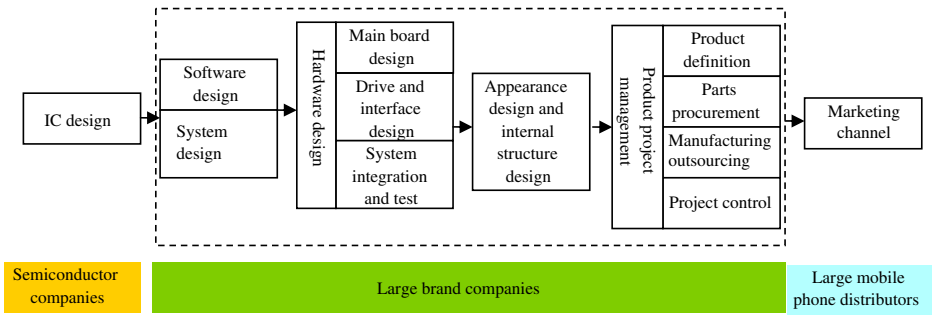 IC design
Software
design
System
design
Hardware design
Main board
design
Drive and
interface
design
System
integration
and test
Appearance
design and
internal
structure
design
Product project
management
Product
definition
Parts
procurement
Manufacturing
outsourcing
Project control
Marketing
channel
Semiconductor
companies
Large brand companies
Large mobile
phone distributors